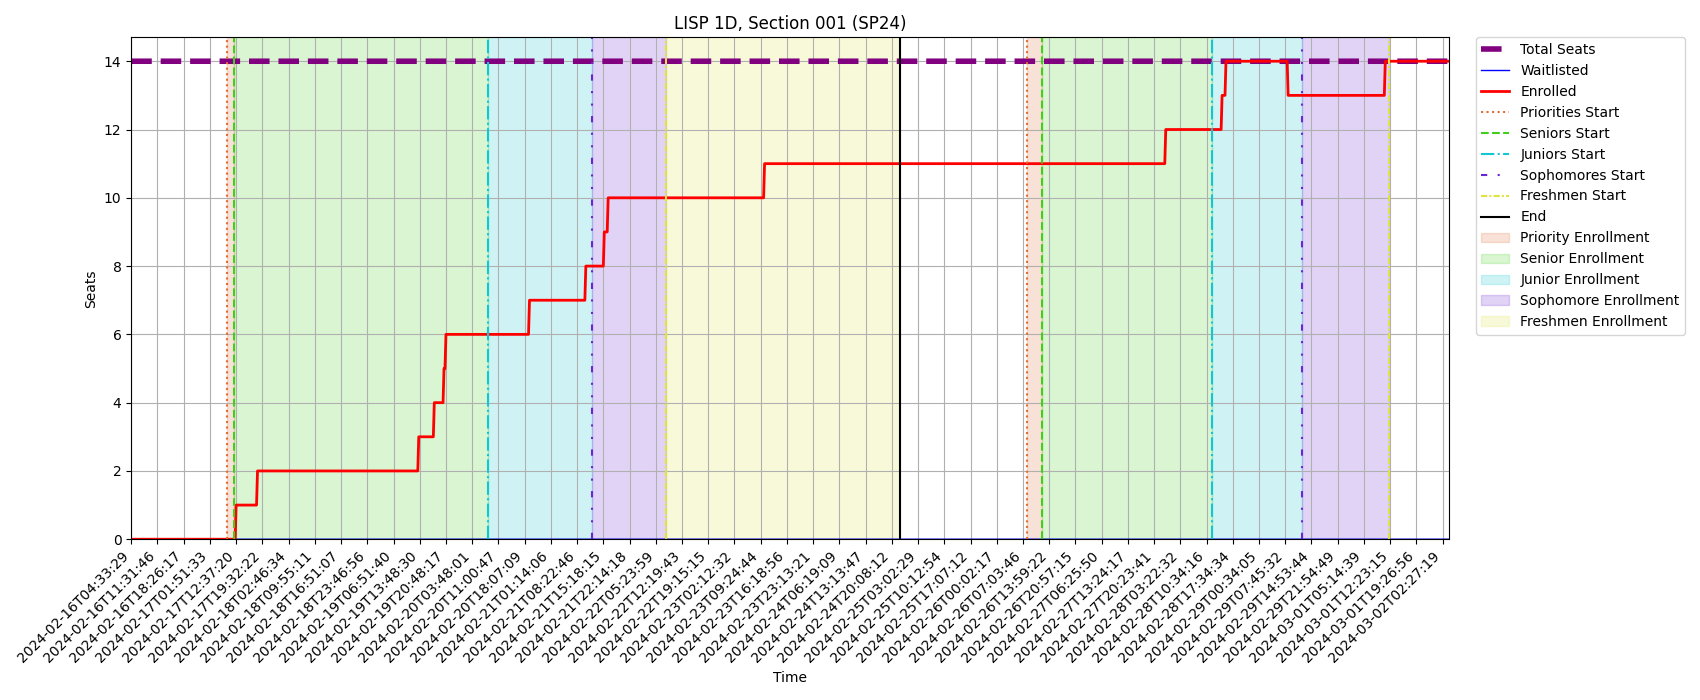 LISP 1D, Section 001 (SP24)
14
12
10
8
6
4
2
0
Seats
2024-02-16T04:33:29
2024-02-16T11:31:46
2024-02-16T18:26:17
2024-02-17T01:51:33
2024-02-17T12:37:20
2024-02-17T19:32:22
2024-02-18T02:46:34
2024-02-18T09:55:11
2024-02-18T16:51:07
2024-02-18T23:46:56
2024-02-19T06:51:40
2024-02-19T13:48:30
2024-02-19T20:48:17
2024-02-20T03:48:01
2024-02-20T11:00:47
2024-02-20T18:07:09
2024-02-21T01:14:06
2024-02-21T08:22:46
2024-02-21T15:18:15
2024-02-21T22:14:18
2024-02-22T05:23:59
2024-02-22T12:19:43
2024-02-22T19:15:15
2024-02-23T02:12:32
2024-02-23T09:24:44
2024-02-23T16:18:56
2024-02-23T23:13:21
2024-02-24T06:19:09
2024-02-24T13:13:47
2024-02-24T20:08:12
2024-02-25T03:02:29
2024-02-25T10:12:54
2024-02-25T17:07:12
2024-02-26T00:02:17
2024-02-26T07:03:46
2024-02-26T13:59:22
2024-02-26T20:57:15
2024-02-27T06:25:50
2024-02-27T13:24:17
2024-02-27T20:23:41
2024-02-28T03:22:32
2024-02-28T10:34:16
2024-02-28T17:34:34
2024-02-29T00:34:05
2024-02-29T07:45:32
2024-02-29T14:53:44
2024-02-29T21:54:49
2024-03-01T05:14:39
2024-03-01T12:23:15
2024-03-01T19:26:56
2024-03-02T02:27:19
Time
Total Seats
Waitlisted
Enrolled
Priorities Start
Seniors Start
Juniors Start
Sophomores Start
Freshmen Start
End
Priority Enrollment
Senior Enrollment
Junior Enrollment
Sophomore Enrollment
Freshmen Enrollment